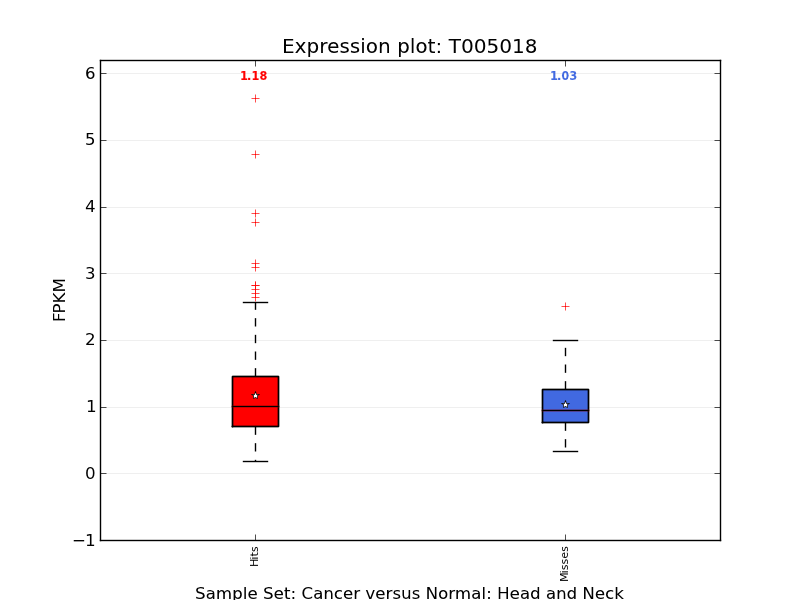 Expression plot: T005018
1.18
1.03
6
5
4
3
2
1
0
−1
FPKM
Hits
Misses
Sample Set: Cancer versus Normal: Head and Neck